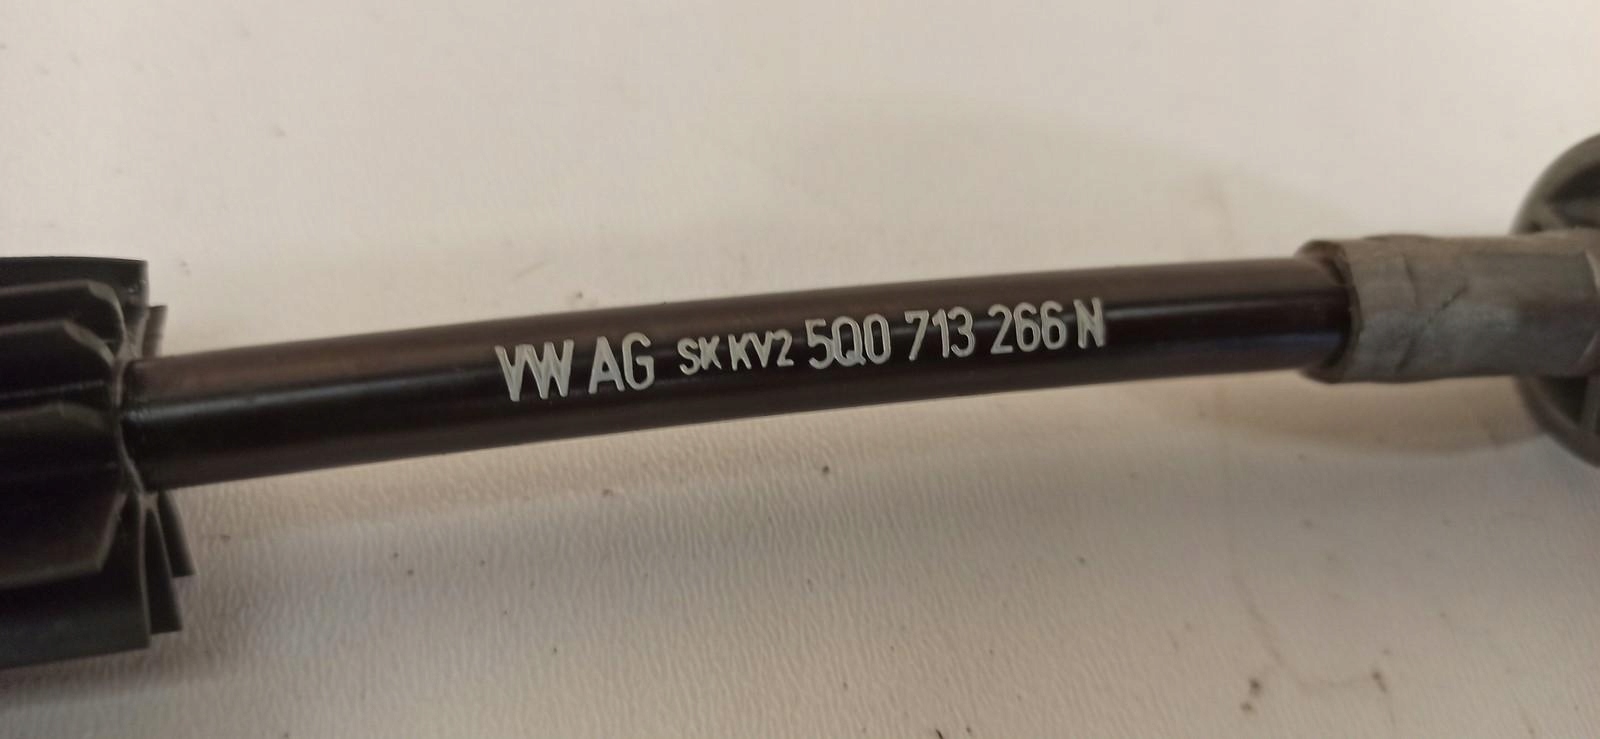 VW AG SK KV2 5Q0 713 266 N